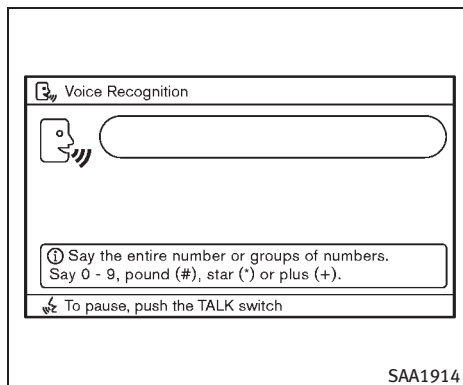 Voice Recognition
ⓘ Say the entire number or groups of numbers.
Say 0 - 9, pound (#), star (*) or plus (+).
To pause, push the TALK switch
SAA1914